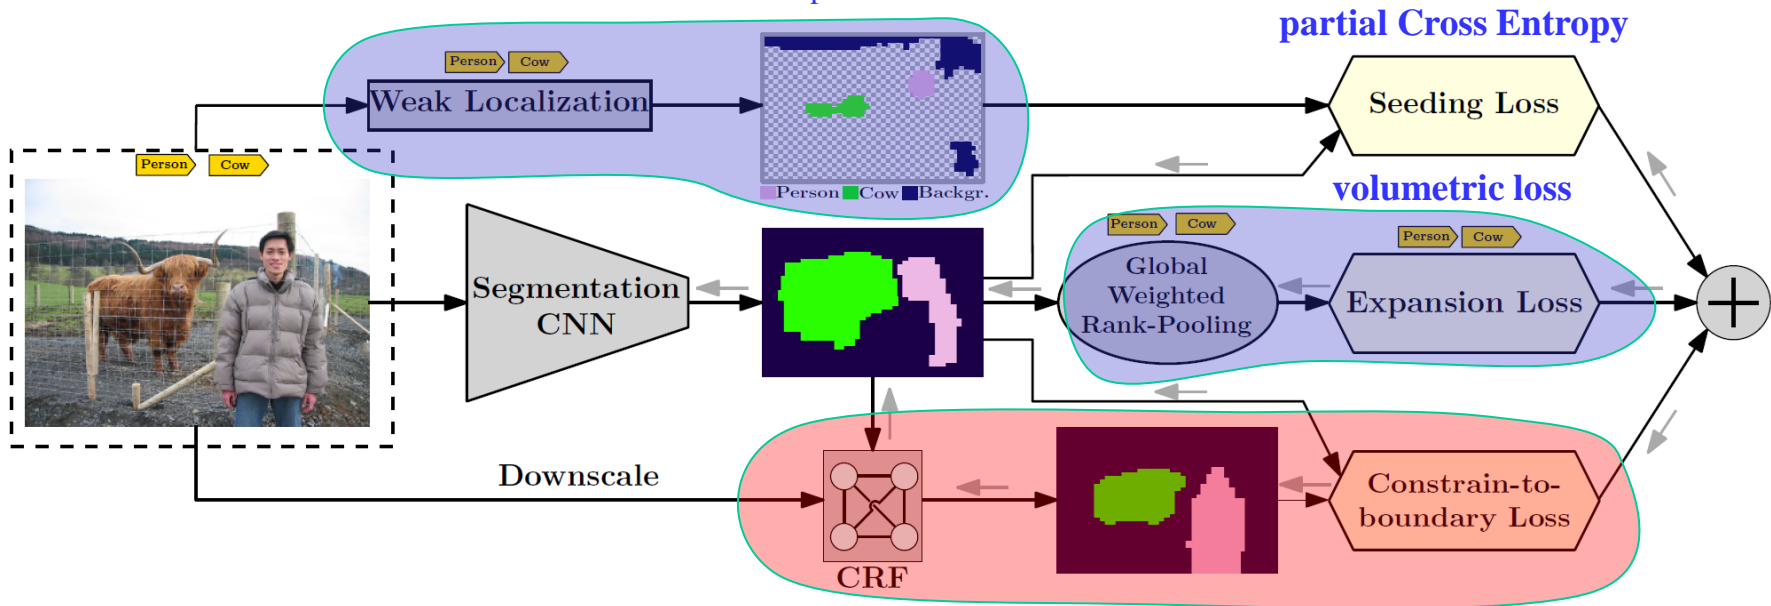 partial Cross Entropy
Person
Cow
Weak Localization
Seeding Loss
Person
Cow
Person
Cow
Backgr.
volumetric loss
Person
Cow
Person
Cow
Segmentation
CNN
Global
Weighted
Rank-Pooling
Expansion Loss
Downscale
Constrain-to-
boundary Loss
CRF